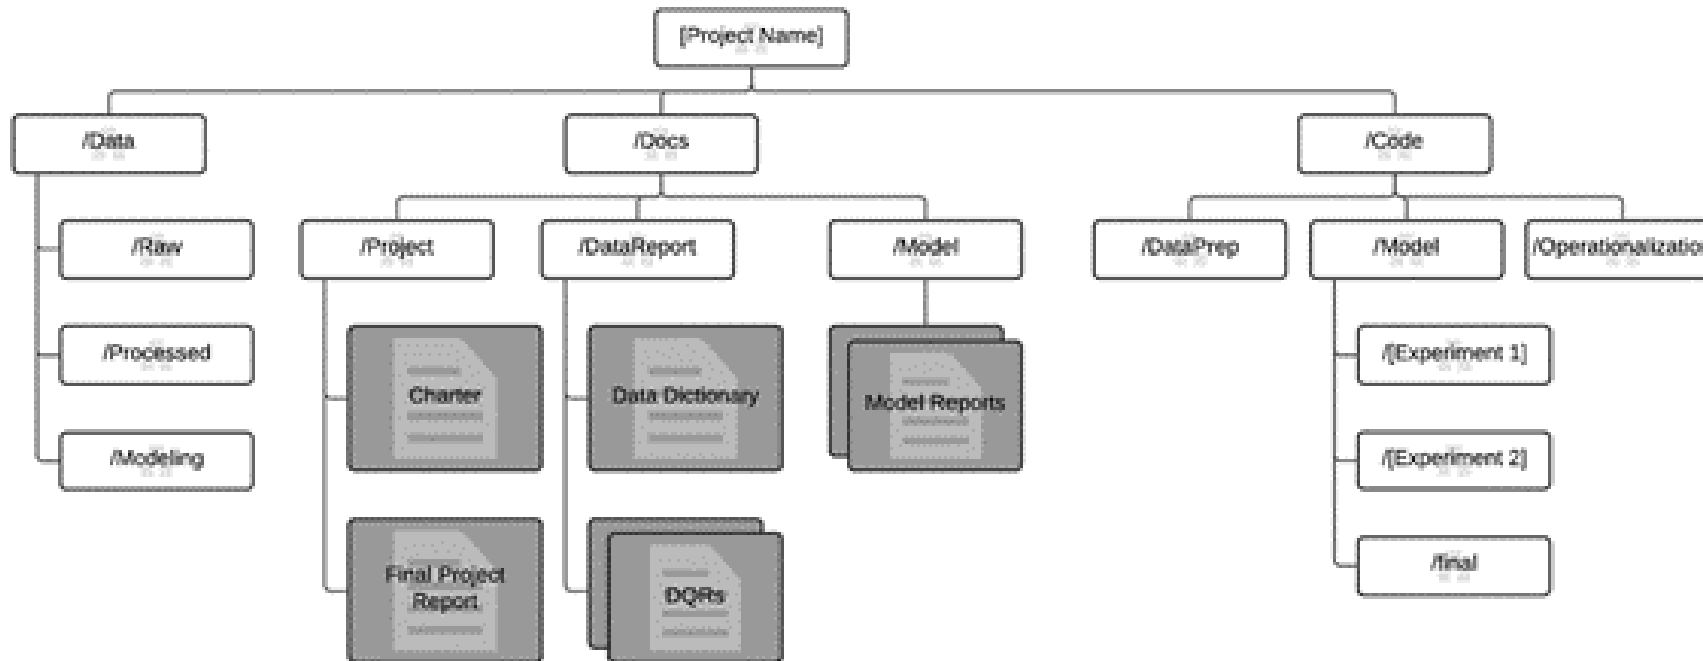 [Project Name]
/Data
/Docs
/Code
/Raw
/Project
/DataReport
/Model
/DataPrep
/Model
/Operationalization
/Processed
Charter
Data Dictionary
Model Reports
/[Experiment 1]
/Modeling
/[Experiment 2]
Final Project
Report
DQRs
/final